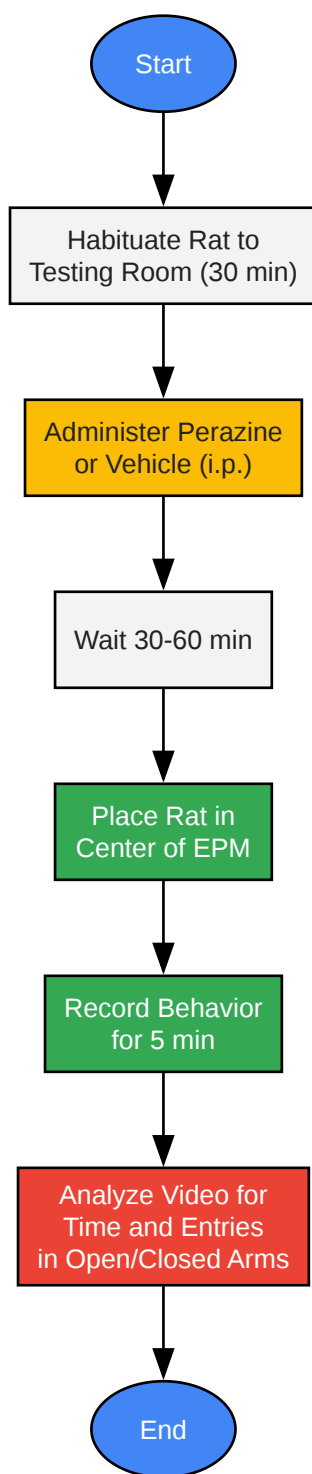 Start
Habituate Rat to
Testing Room (30 min)
Administer Perazine
or Vehicle (i.p.)
Wait 30-60 min
Place Rat in
Center of EPM
Record Behavior
for 5 min
Analyze Video for
Time and Entries
in Open/Closed Arms
End